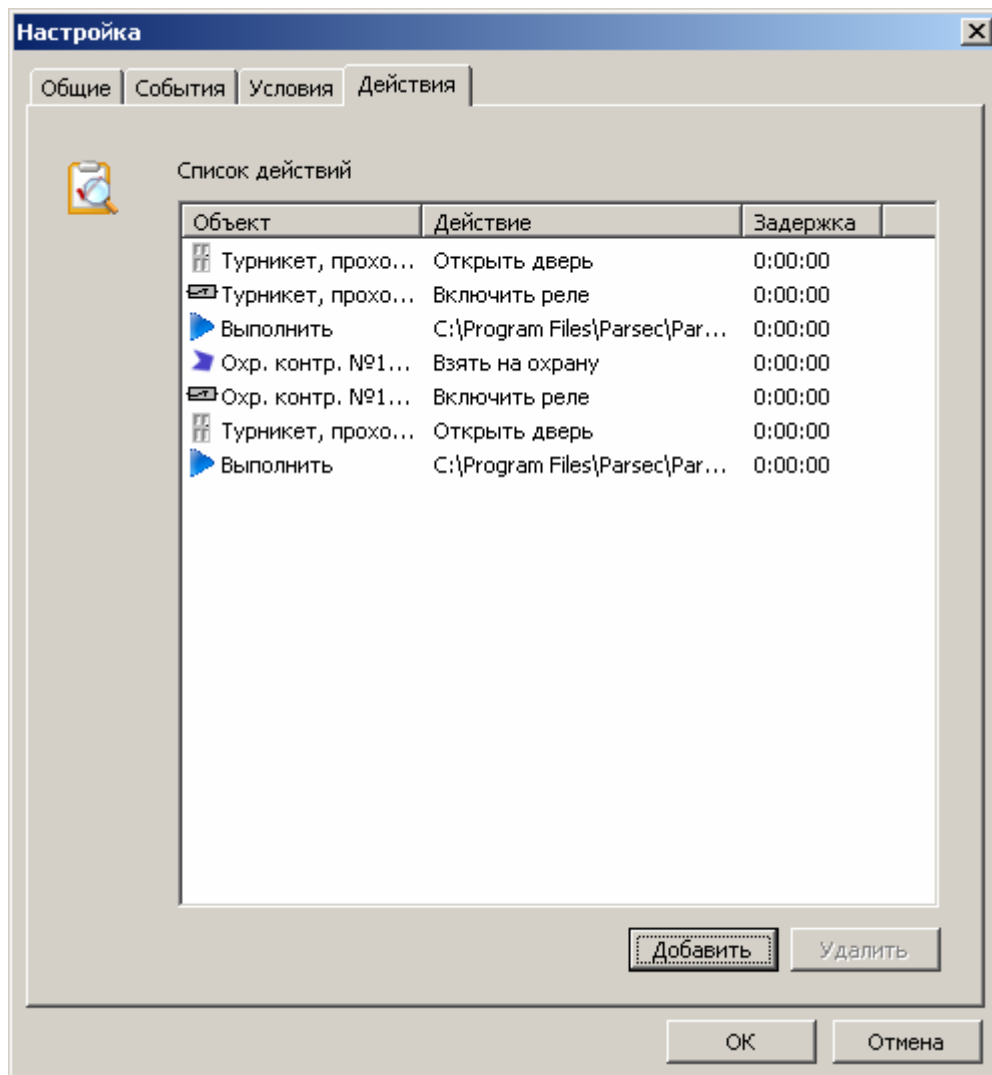 Настройка
Общие События Условия Действия
Список действий
Объект Действие Задержка
Турникет, прохо... Открыть дверь 0:00:00
Турникет, прохо... Включить реле 0:00:00
Выполнить C:\Program Files\Parsec\Par... 0:00:00
Охр. контр. №1... Взять на охрану 0:00:00
Охр. контр. №1... Включить реле 0:00:00
Турникет, прохо... Открыть дверь 0:00:00
Выполнить C:\Program Files\Parsec\Par... 0:00:00
Добавить Удалить
ОК Отмена